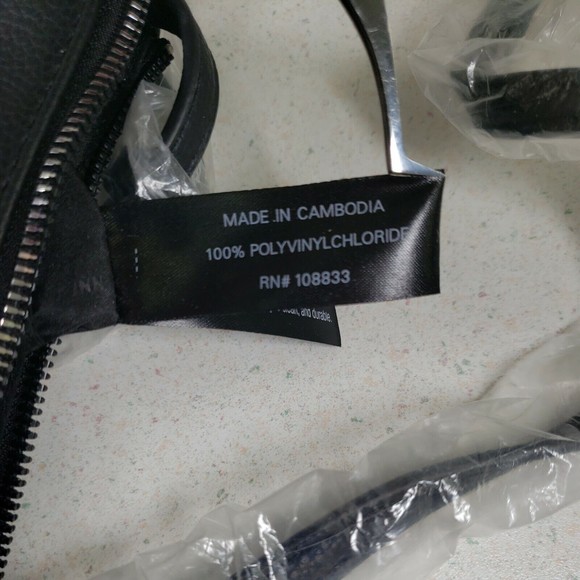 MADE IN CAMBODIA
100% POLYVINYLCHLORIDE
RN# 108833
and durable.